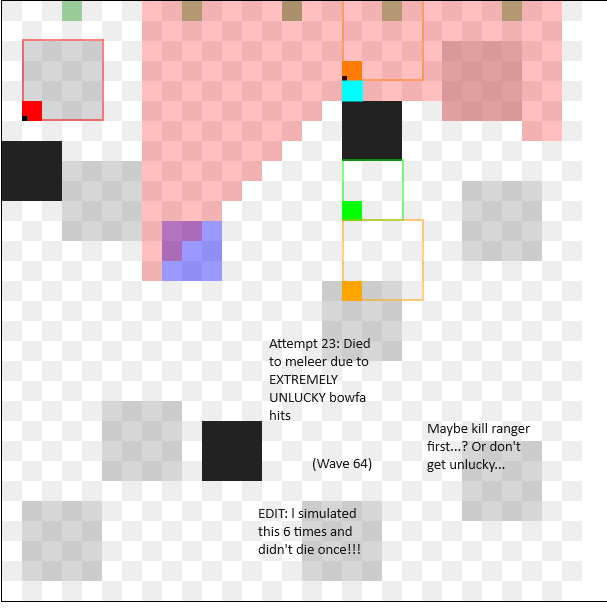 Attempt 23: Died
to meleer due to
EXTREMELY
UNLUCKY bowfa
hits
Maybe kill ranger
first...? Or don't
get unlucky...
(Wave 64)
EDIT: I simulated
this 6 times and
didn't die once!!!